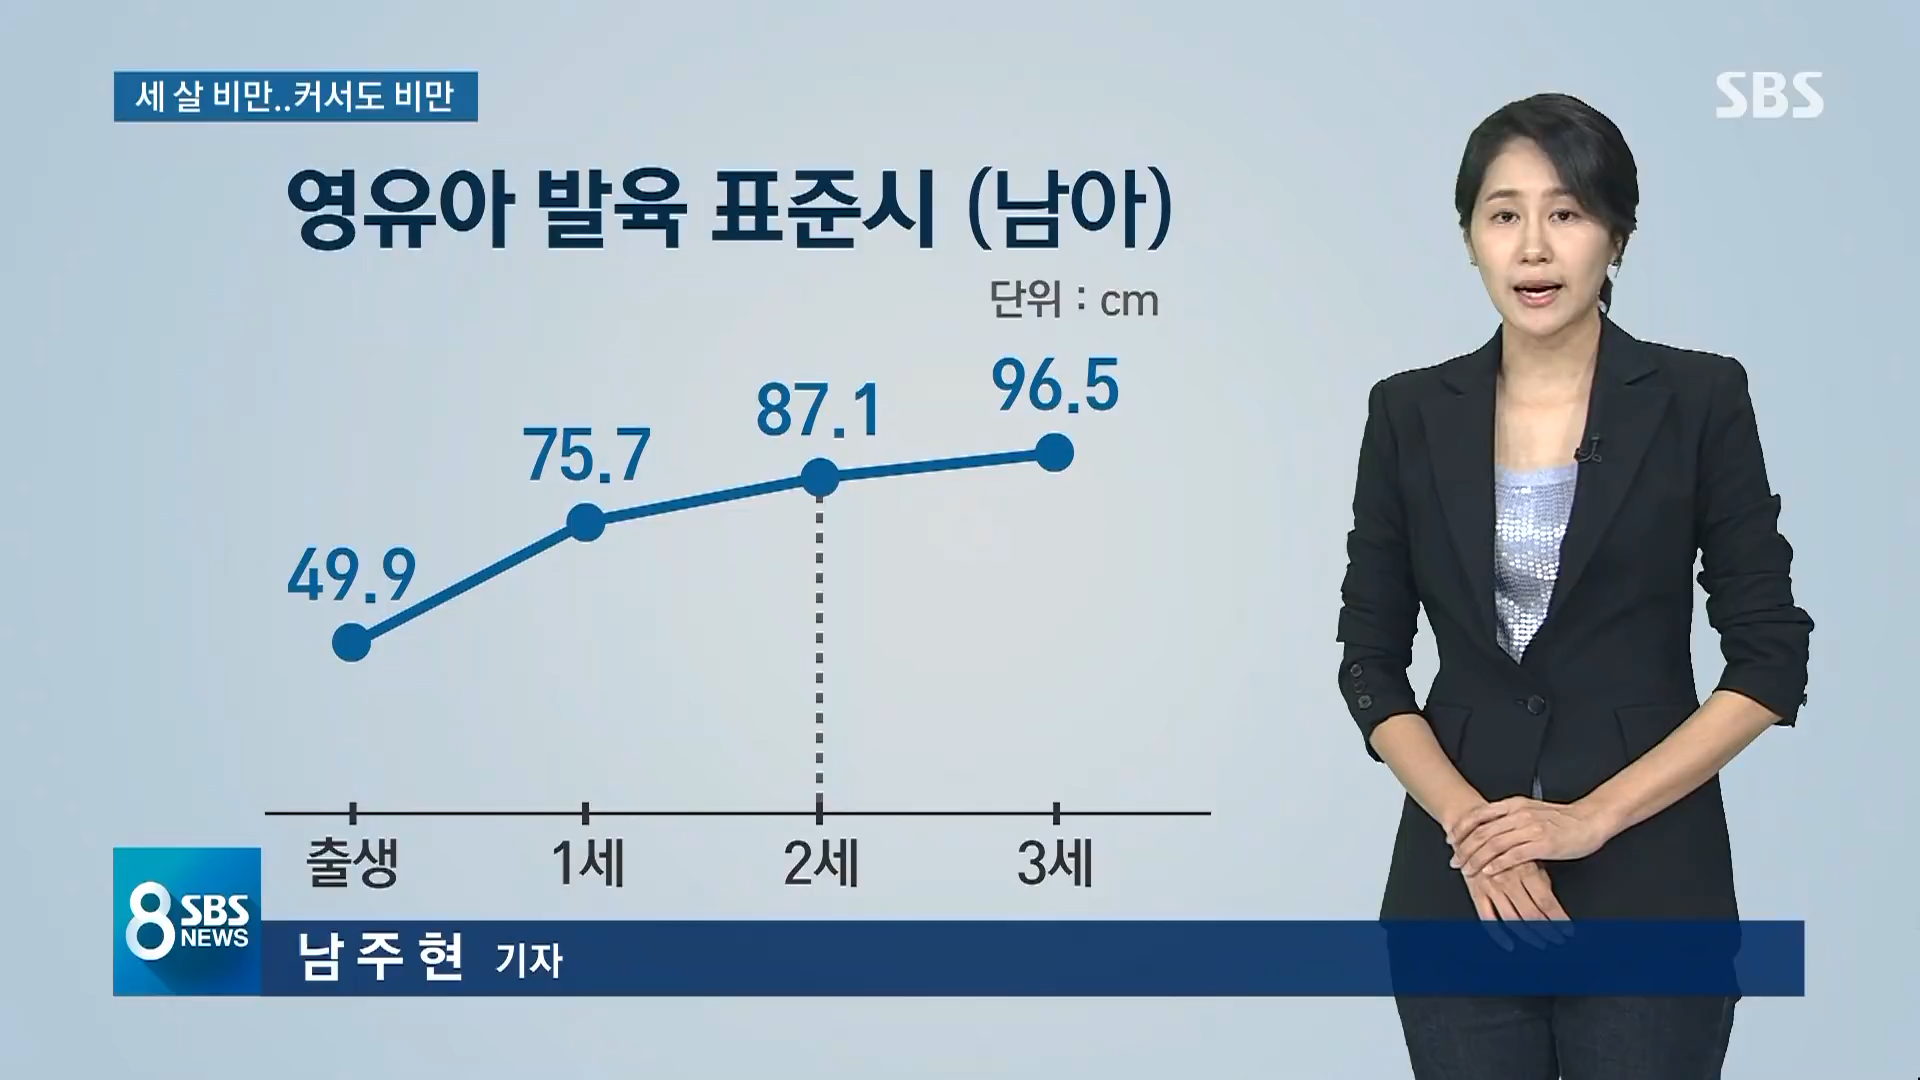 세 살 비만..커서도 비만
SBS
영유아 발육 표준시 (남아)
단위 : cm
49.9
75.7
87.1
96.5
출생
1세
2세
3세
8 SBS
NEWS
남주현 기자